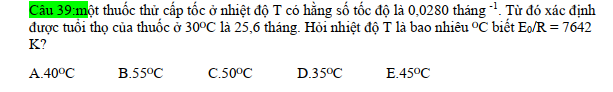 Câu 39:một thuốc thử cấp tốc ở nhiệt độ T có hằng số tốc độ là 0,0280 tháng ⁻¹. Từ đó xác định
được tuổi thọ của thuốc ở 30⁰C là 25,6 tháng. Hỏi nhiệt độ T là bao nhiêu ⁰C biết E₀/R = 7642
K?
A.40⁰C B.55⁰C C.50⁰C D.35⁰C E.45⁰C